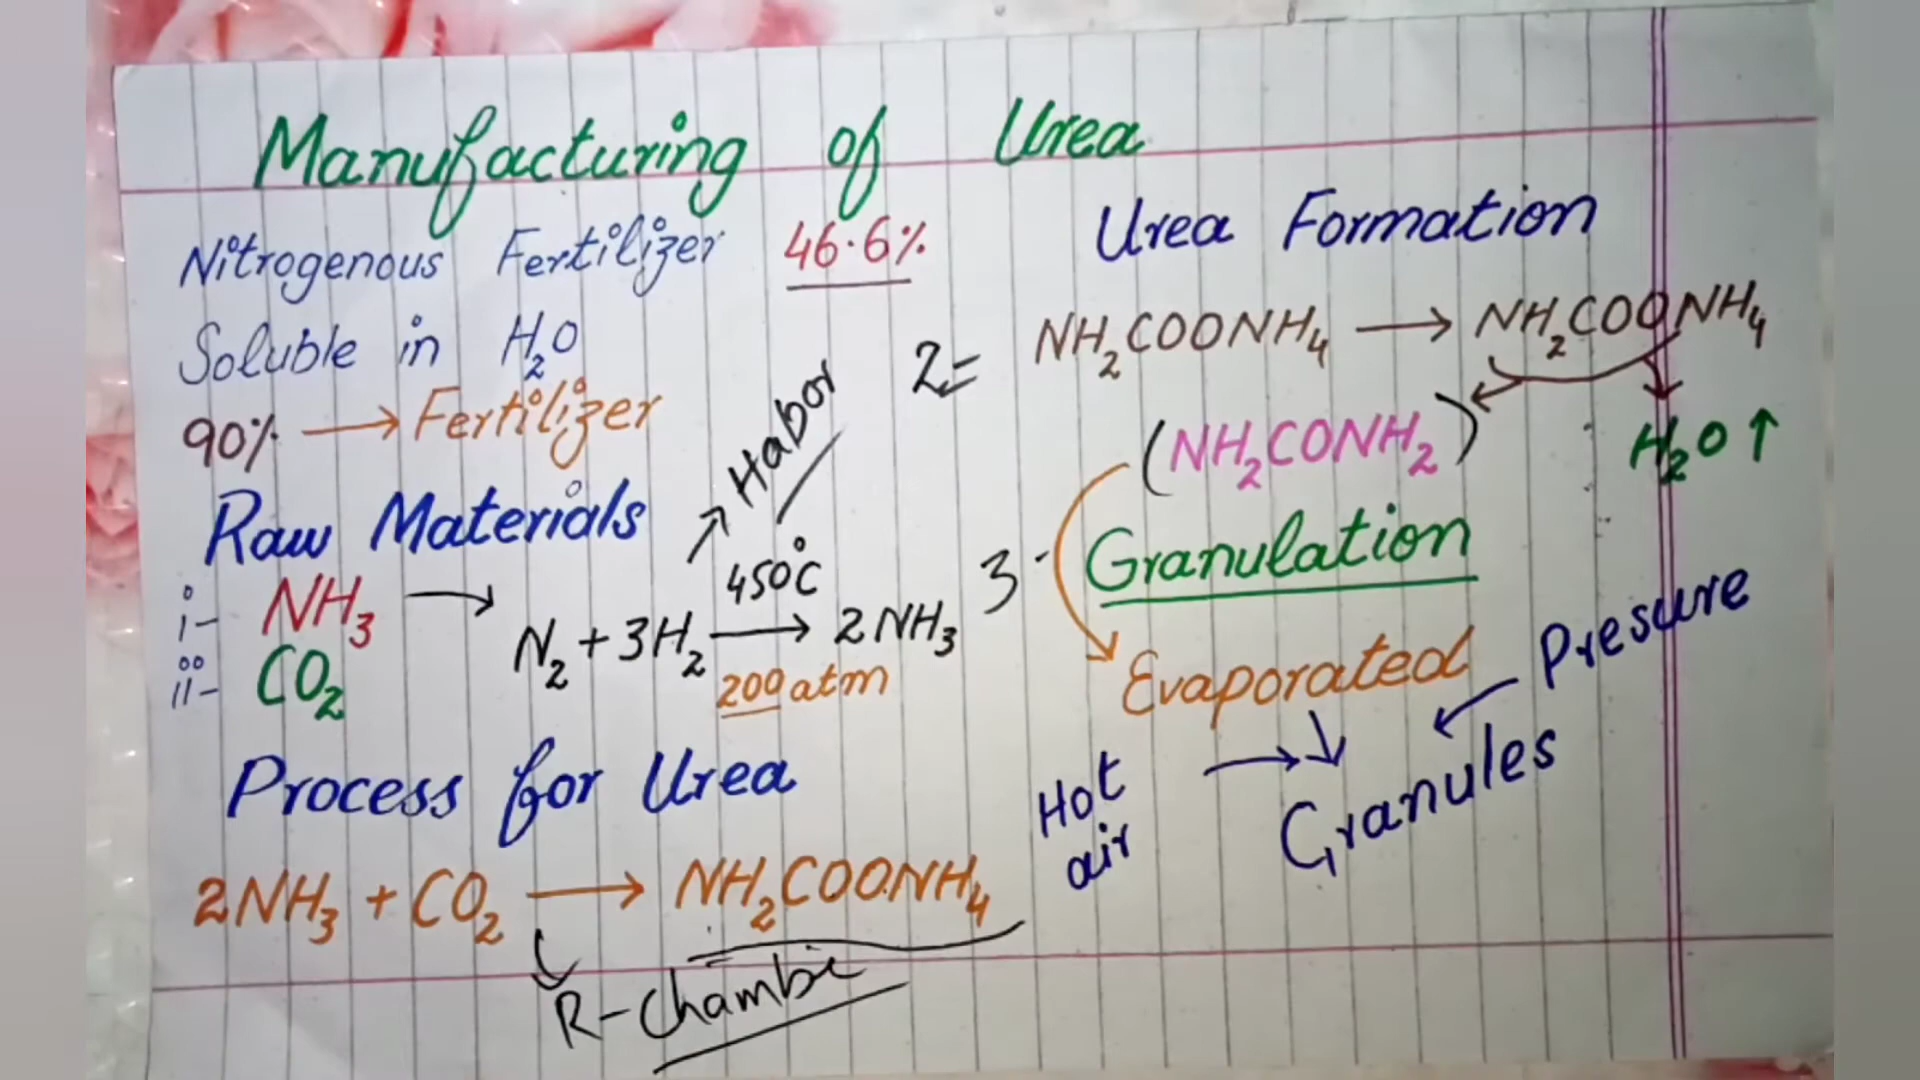 Manufacturing of Urea
Nitrogenous Fertilizer 46.6%
Soluble in H₂O
90% → Fertilizer
Raw Materials
i- NH₃ → N₂ + 3H₂ → 2NH₃
450°C
200 atm
↗ Habor
ii- CO₂
Process for Urea
2NH₃ + CO₂ → NH₂COONH₄
R-Chambe
Urea Formation
2= NH₂COONH₄ → NH₂COONH₄
(NH₂CONH₂) H₂O ↑
3. Granulation
Evaporated
Presure
Hot air → Granules